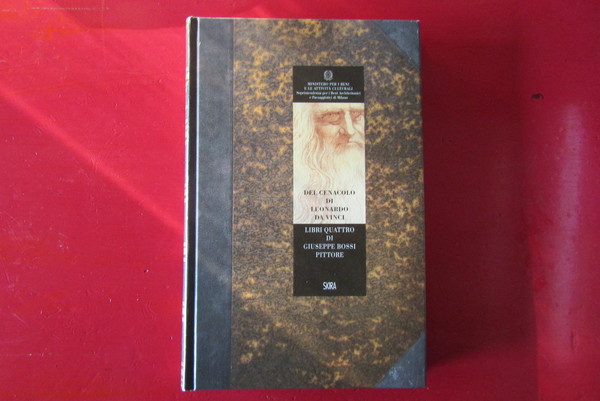 MINISTERO PER I BENI
E LE ATTIVITÀ CULTURALI
Soprintendenza per i Beni Architettonici
e Paesaggistici di Milano
DEL CENACOLO
DI
LEONARDO
DA VINCI
LIBRI QUATTRO
DI
GIUSEPPE BOSSI
PITTORE
SKIRA